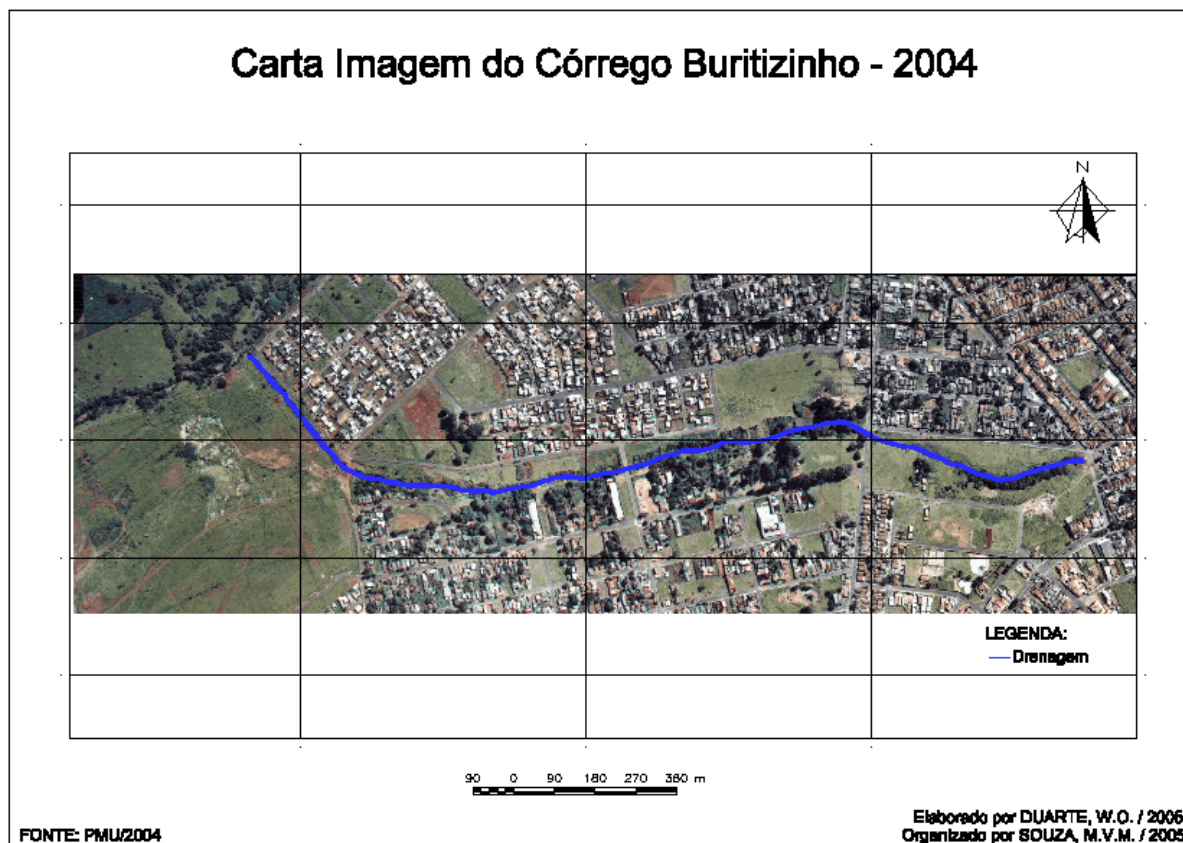 Carta Imagem do Córrego Buritizinho - 2004
N
LEGENDA:
Drenagem
90 0 90 180 270 360 m
Elaborado por DUARTE, W.O. / 2006
FONTE: PMU/2004
Organizado por SOUZA, M.V.M. / 2005